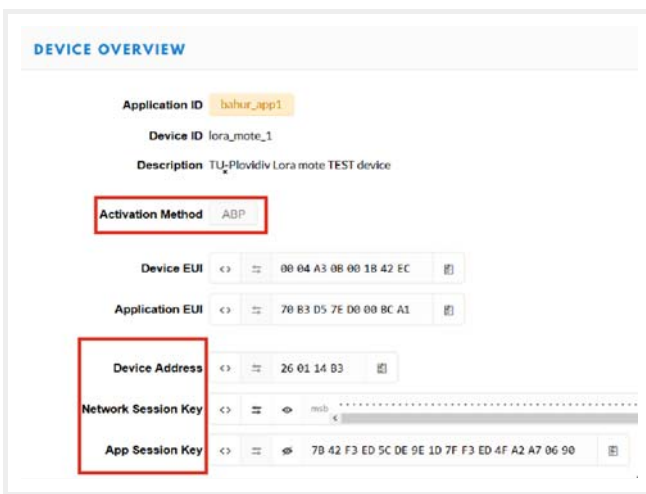 DEVICE OVERVIEW
Application ID bahur_app1
Device ID lora_mote_1
Description TU-Plovidiv Lora mote TEST device
Activation Method ABP
Device EUI <> 00 04 A3 0B 00 1B 42 EC
Application EUI <> 70 B3 D5 7E D0 00 BC A1
Device Address <> 26 01 14 B3
Network Session Key <> msb
App Session Key <> 7B 42 F3 ED 5C DE 9E 1D 7F F3 ED 4F A2 A7 06 90